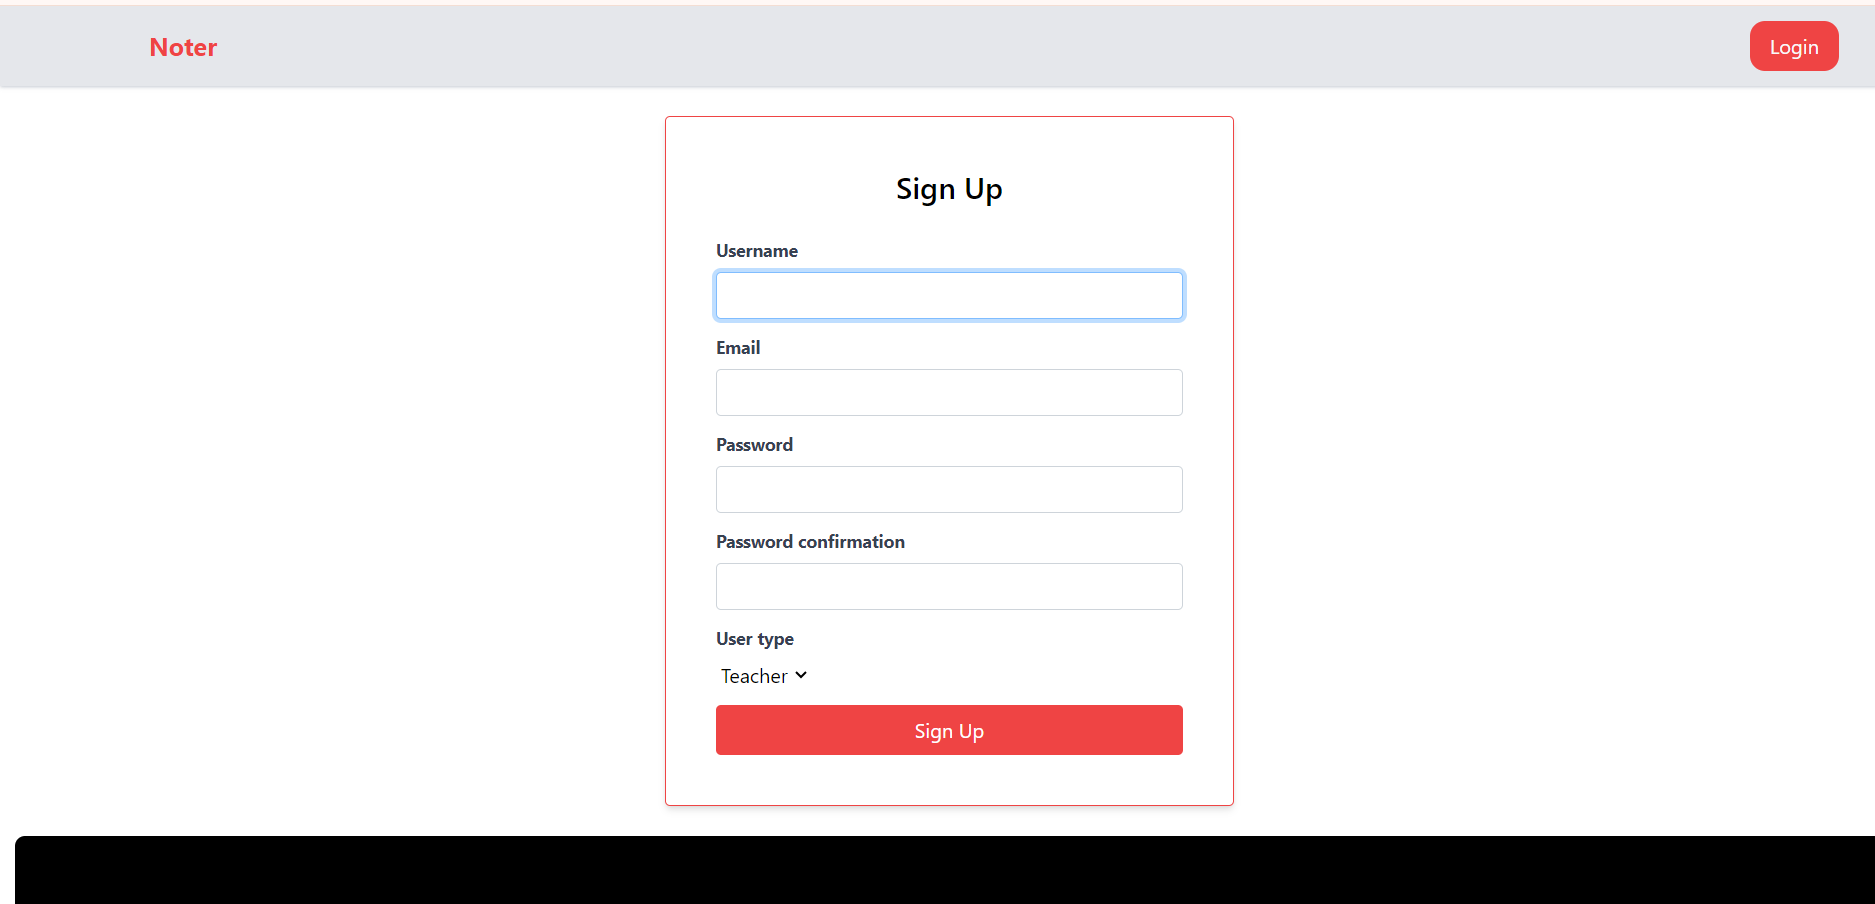 Noter
Login
Sign Up
Username
Email
Password
Password confirmation
User type
Teacher
Sign Up